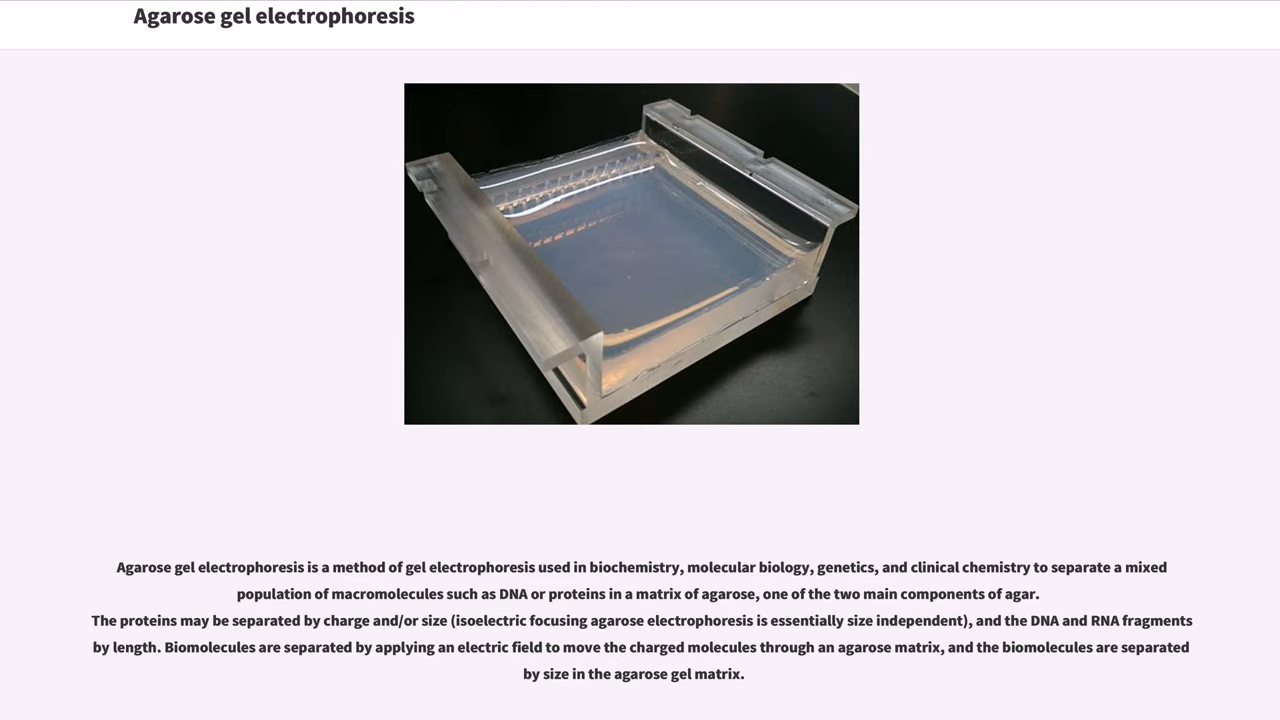 Agarose gel electrophoresis
Agarose gel electrophoresis is a method of gel electrophoresis used in biochemistry, molecular biology, genetics, and clinical chemistry to separate a mixed
population of macromolecules such as DNA or proteins in a matrix of agarose, one of the two main components of agar.
The proteins may be separated by charge and/or size (isoelectric focusing agarose electrophoresis is essentially size independent), and the DNA and RNA fragments
by length. Biomolecules are separated by applying an electric field to move the charged molecules through an agarose matrix, and the biomolecules are separated
by size in the agarose gel matrix.